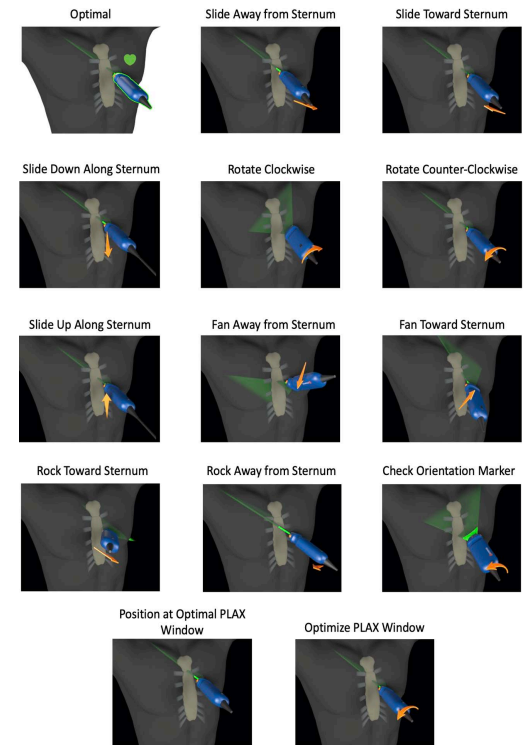 Optimal
Slide Away from Sternum
Slide Toward Sternum
Slide Down Along Sternum
Rotate Clockwise
Rotate Counter-Clockwise
Slide Up Along Sternum
Fan Away from Sternum
Fan Toward Sternum
Rock Toward Sternum
Rock Away from Sternum
Check Orientation Marker
Position at Optimal PLAX
Window
Optimize PLAX Window